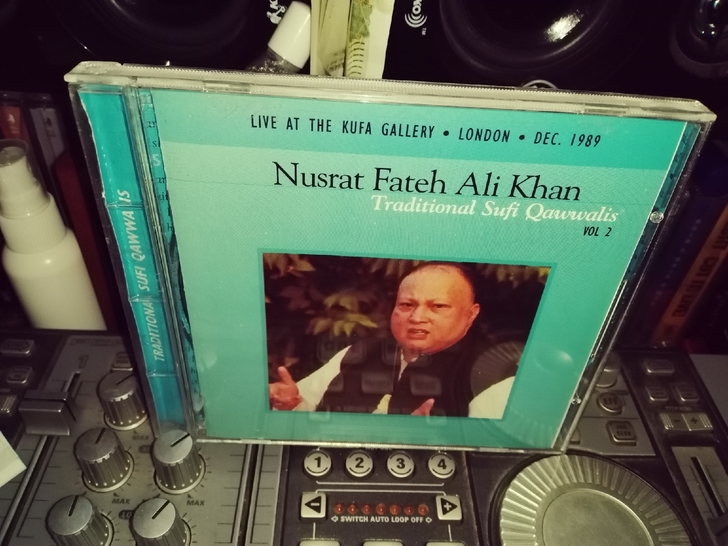 LIVE AT THE KUFA GALLERY • LONDON • DEC. 1989
Nusrat Fateh Ali Khan
Traditional Sufi Qawwalis
VOL 2
TRADITIONAL SUFI QAWWALIS
1 2 3 4
- +
SWITCH AUTO LOOP OFF
MAX
MAX